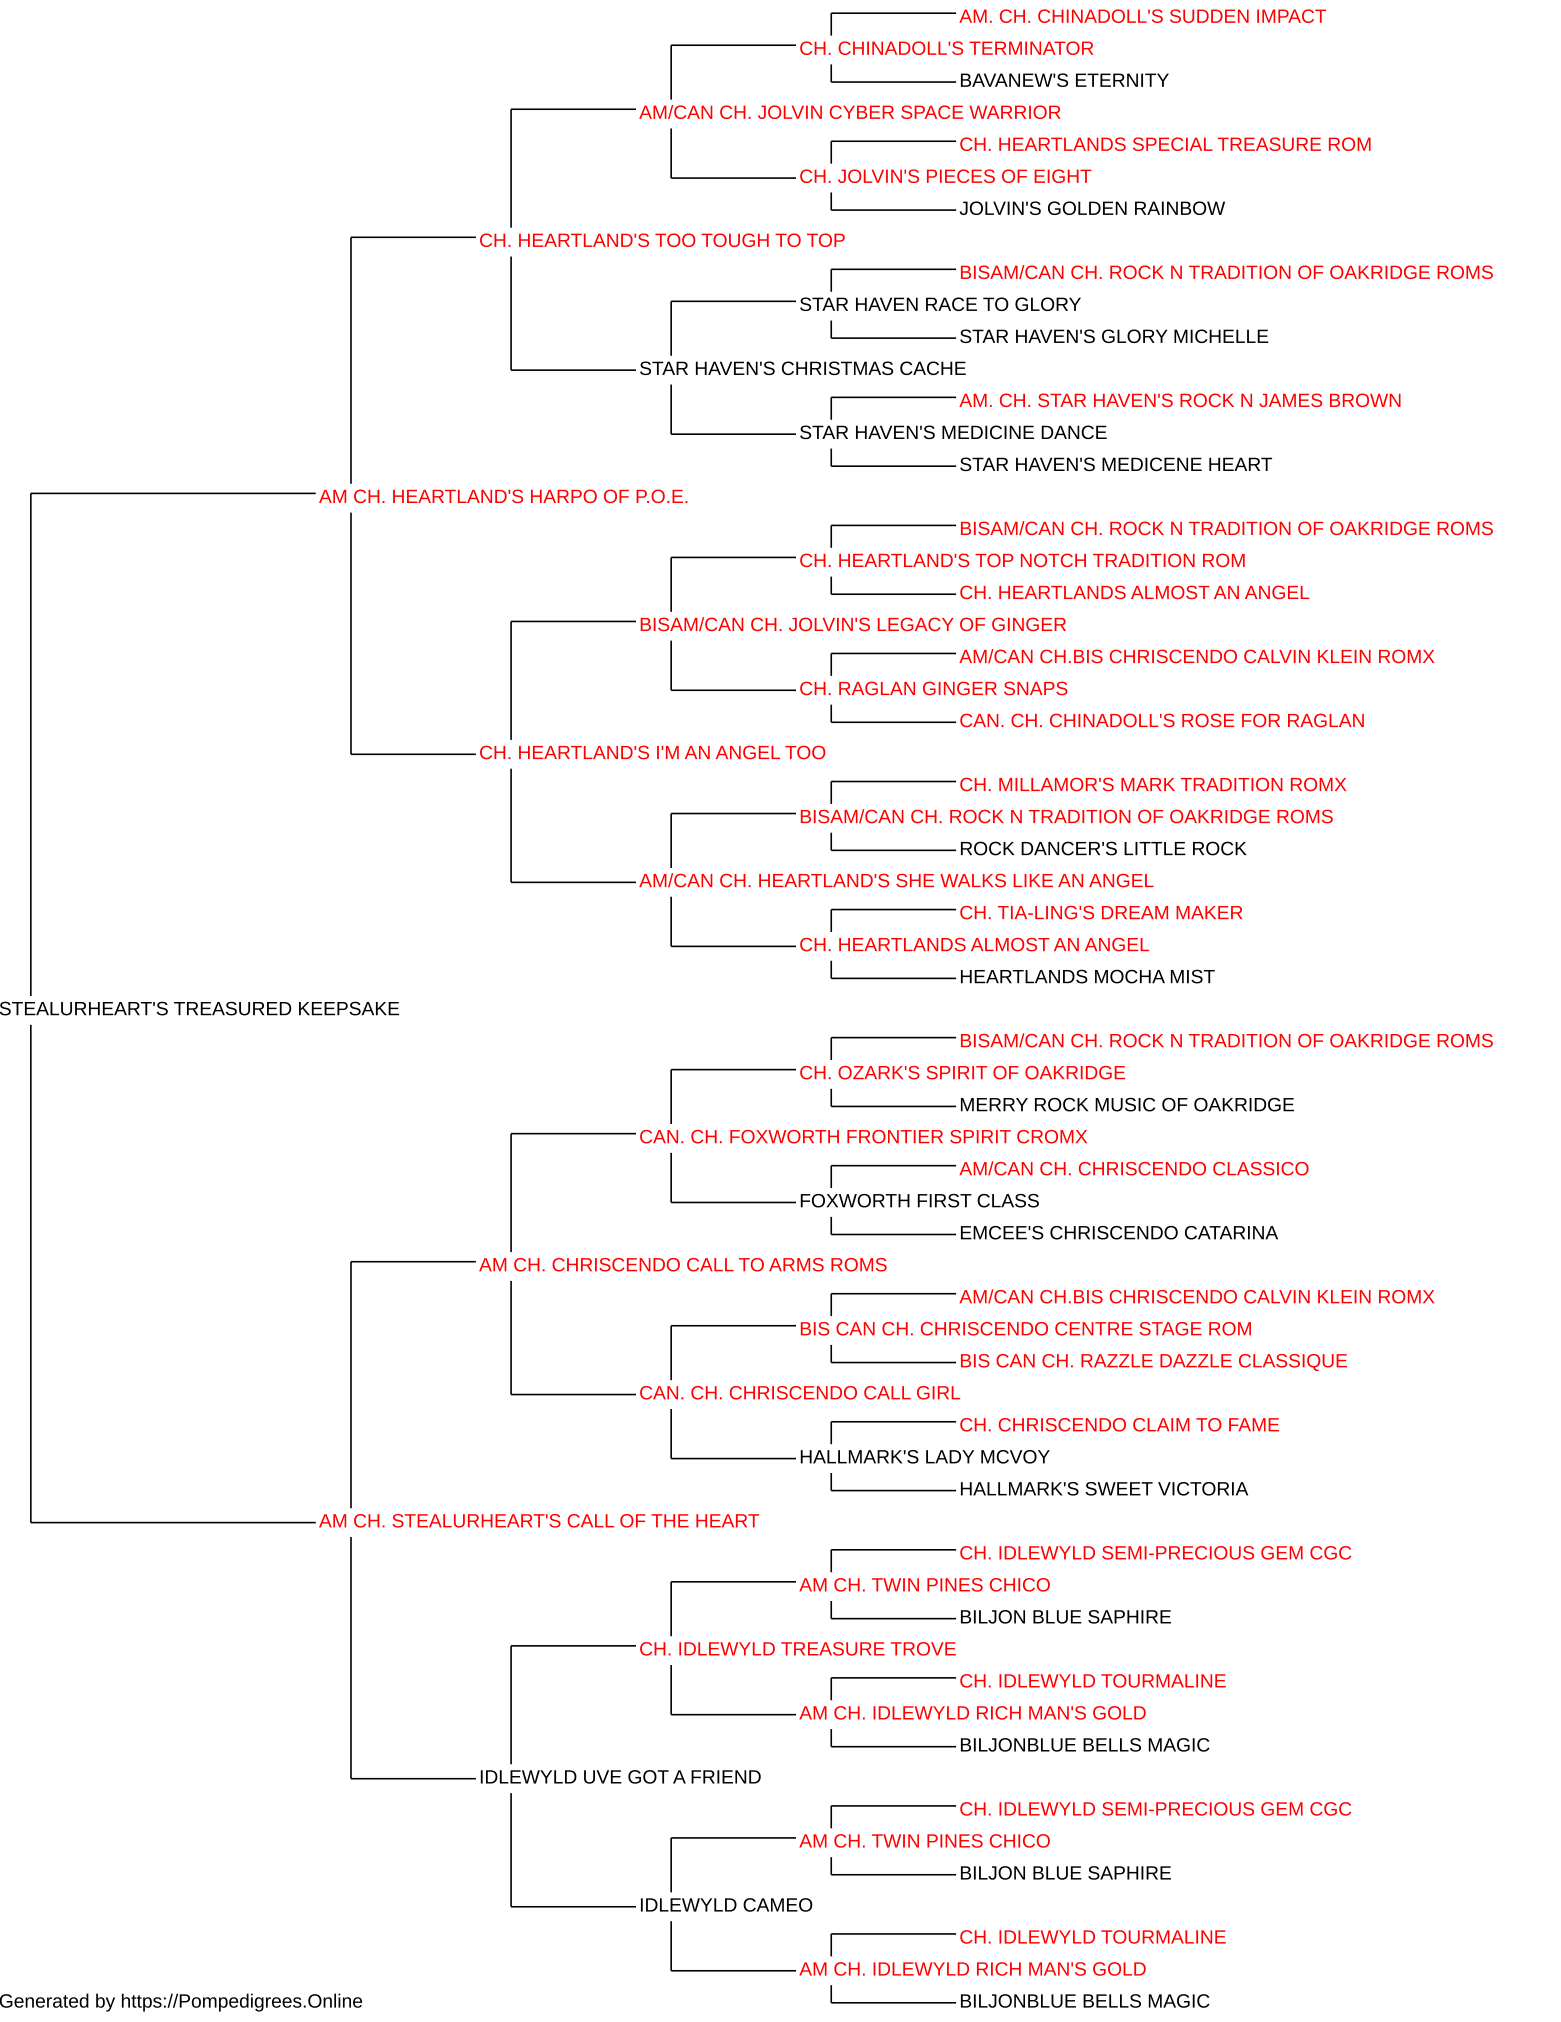 AM. CH. CHINADOLL'S SUDDEN IMPACT
CH. CHINADOLL'S TERMINATOR
BAVANEW'S ETERNITY
AM/CAN CH. JOLVIN CYBER SPACE WARRIOR
CH. HEARTLANDS SPECIAL TREASURE ROM
CH. JOLVIN'S PIECES OF EIGHT
JOLVIN'S GOLDEN RAINBOW
CH. HEARTLAND'S TOO TOUGH TO TOP
BISAM/CAN CH. ROCK N TRADITION OF OAKRIDGE ROMS
STAR HAVEN RACE TO GLORY
STAR HAVEN'S GLORY MICHELLE
STAR HAVEN'S CHRISTMAS CACHE
AM. CH. STAR HAVEN'S ROCK N JAMES BROWN
STAR HAVEN'S MEDICINE DANCE
STAR HAVEN'S MEDICENE HEART
AM CH. HEARTLAND'S HARPO OF P.O.E.
BISAM/CAN CH. ROCK N TRADITION OF OAKRIDGE ROMS
CH. HEARTLAND'S TOP NOTCH TRADITION ROM
CH. HEARTLANDS ALMOST AN ANGEL
BISAM/CAN CH. JOLVIN'S LEGACY OF GINGER
AM/CAN CH.BIS CHRISCENDO CALVIN KLEIN ROMX
CH. RAGLAN GINGER SNAPS
CAN. CH. CHINADOLL'S ROSE FOR RAGLAN
CH. HEARTLAND'S I'M AN ANGEL TOO
CH. MILLAMOR'S MARK TRADITION ROMX
BISAM/CAN CH. ROCK N TRADITION OF OAKRIDGE ROMS
ROCK DANCER'S LITTLE ROCK
AM/CAN CH. HEARTLAND'S SHE WALKS LIKE AN ANGEL
CH. TIA-LING'S DREAM MAKER
CH. HEARTLANDS ALMOST AN ANGEL
HEARTLANDS MOCHA MIST
STEALURHEART'S TREASURED KEEPSAKE
BISAM/CAN CH. ROCK N TRADITION OF OAKRIDGE ROMS
CH. OZARK'S SPIRIT OF OAKRIDGE
MERRY ROCK MUSIC OF OAKRIDGE
CAN. CH. FOXWORTH FRONTIER SPIRIT CROMX
AM/CAN CH. CHRISCENDO CLASSICO
FOXWORTH FIRST CLASS
EMCEE'S CHRISCENDO CATARINA
AM CH. CHRISCENDO CALL TO ARMS ROMS
AM/CAN CH.BIS CHRISCENDO CALVIN KLEIN ROMX
BIS CAN CH. CHRISCENDO CENTRE STAGE ROM
BIS CAN CH. RAZZLE DAZZLE CLASSIQUE
CAN. CH. CHRISCENDO CALL GIRL
CH. CHRISCENDO CLAIM TO FAME
HALLMARK'S LADY MCVOY
HALLMARK'S SWEET VICTORIA
AM CH. STEALURHEART'S CALL OF THE HEART
CH. IDLEWYLD SEMI-PRECIOUS GEM CGC
AM CH. TWIN PINES CHICO
BILJON BLUE SAPHIRE
CH. IDLEWYLD TREASURE TROVE
CH. IDLEWYLD TOURMALINE
AM CH. IDLEWYLD RICH MAN'S GOLD
BILJONBLUE BELLS MAGIC
IDLEWYLD UVE GOT A FRIEND
CH. IDLEWYLD SEMI-PRECIOUS GEM CGC
AM CH. TWIN PINES CHICO
BILJON BLUE SAPHIRE
IDLEWYLD CAMEO
CH. IDLEWYLD TOURMALINE
AM CH. IDLEWYLD RICH MAN'S GOLD
BILJONBLUE BELLS MAGIC
Generated by https://Pompedigrees.Online